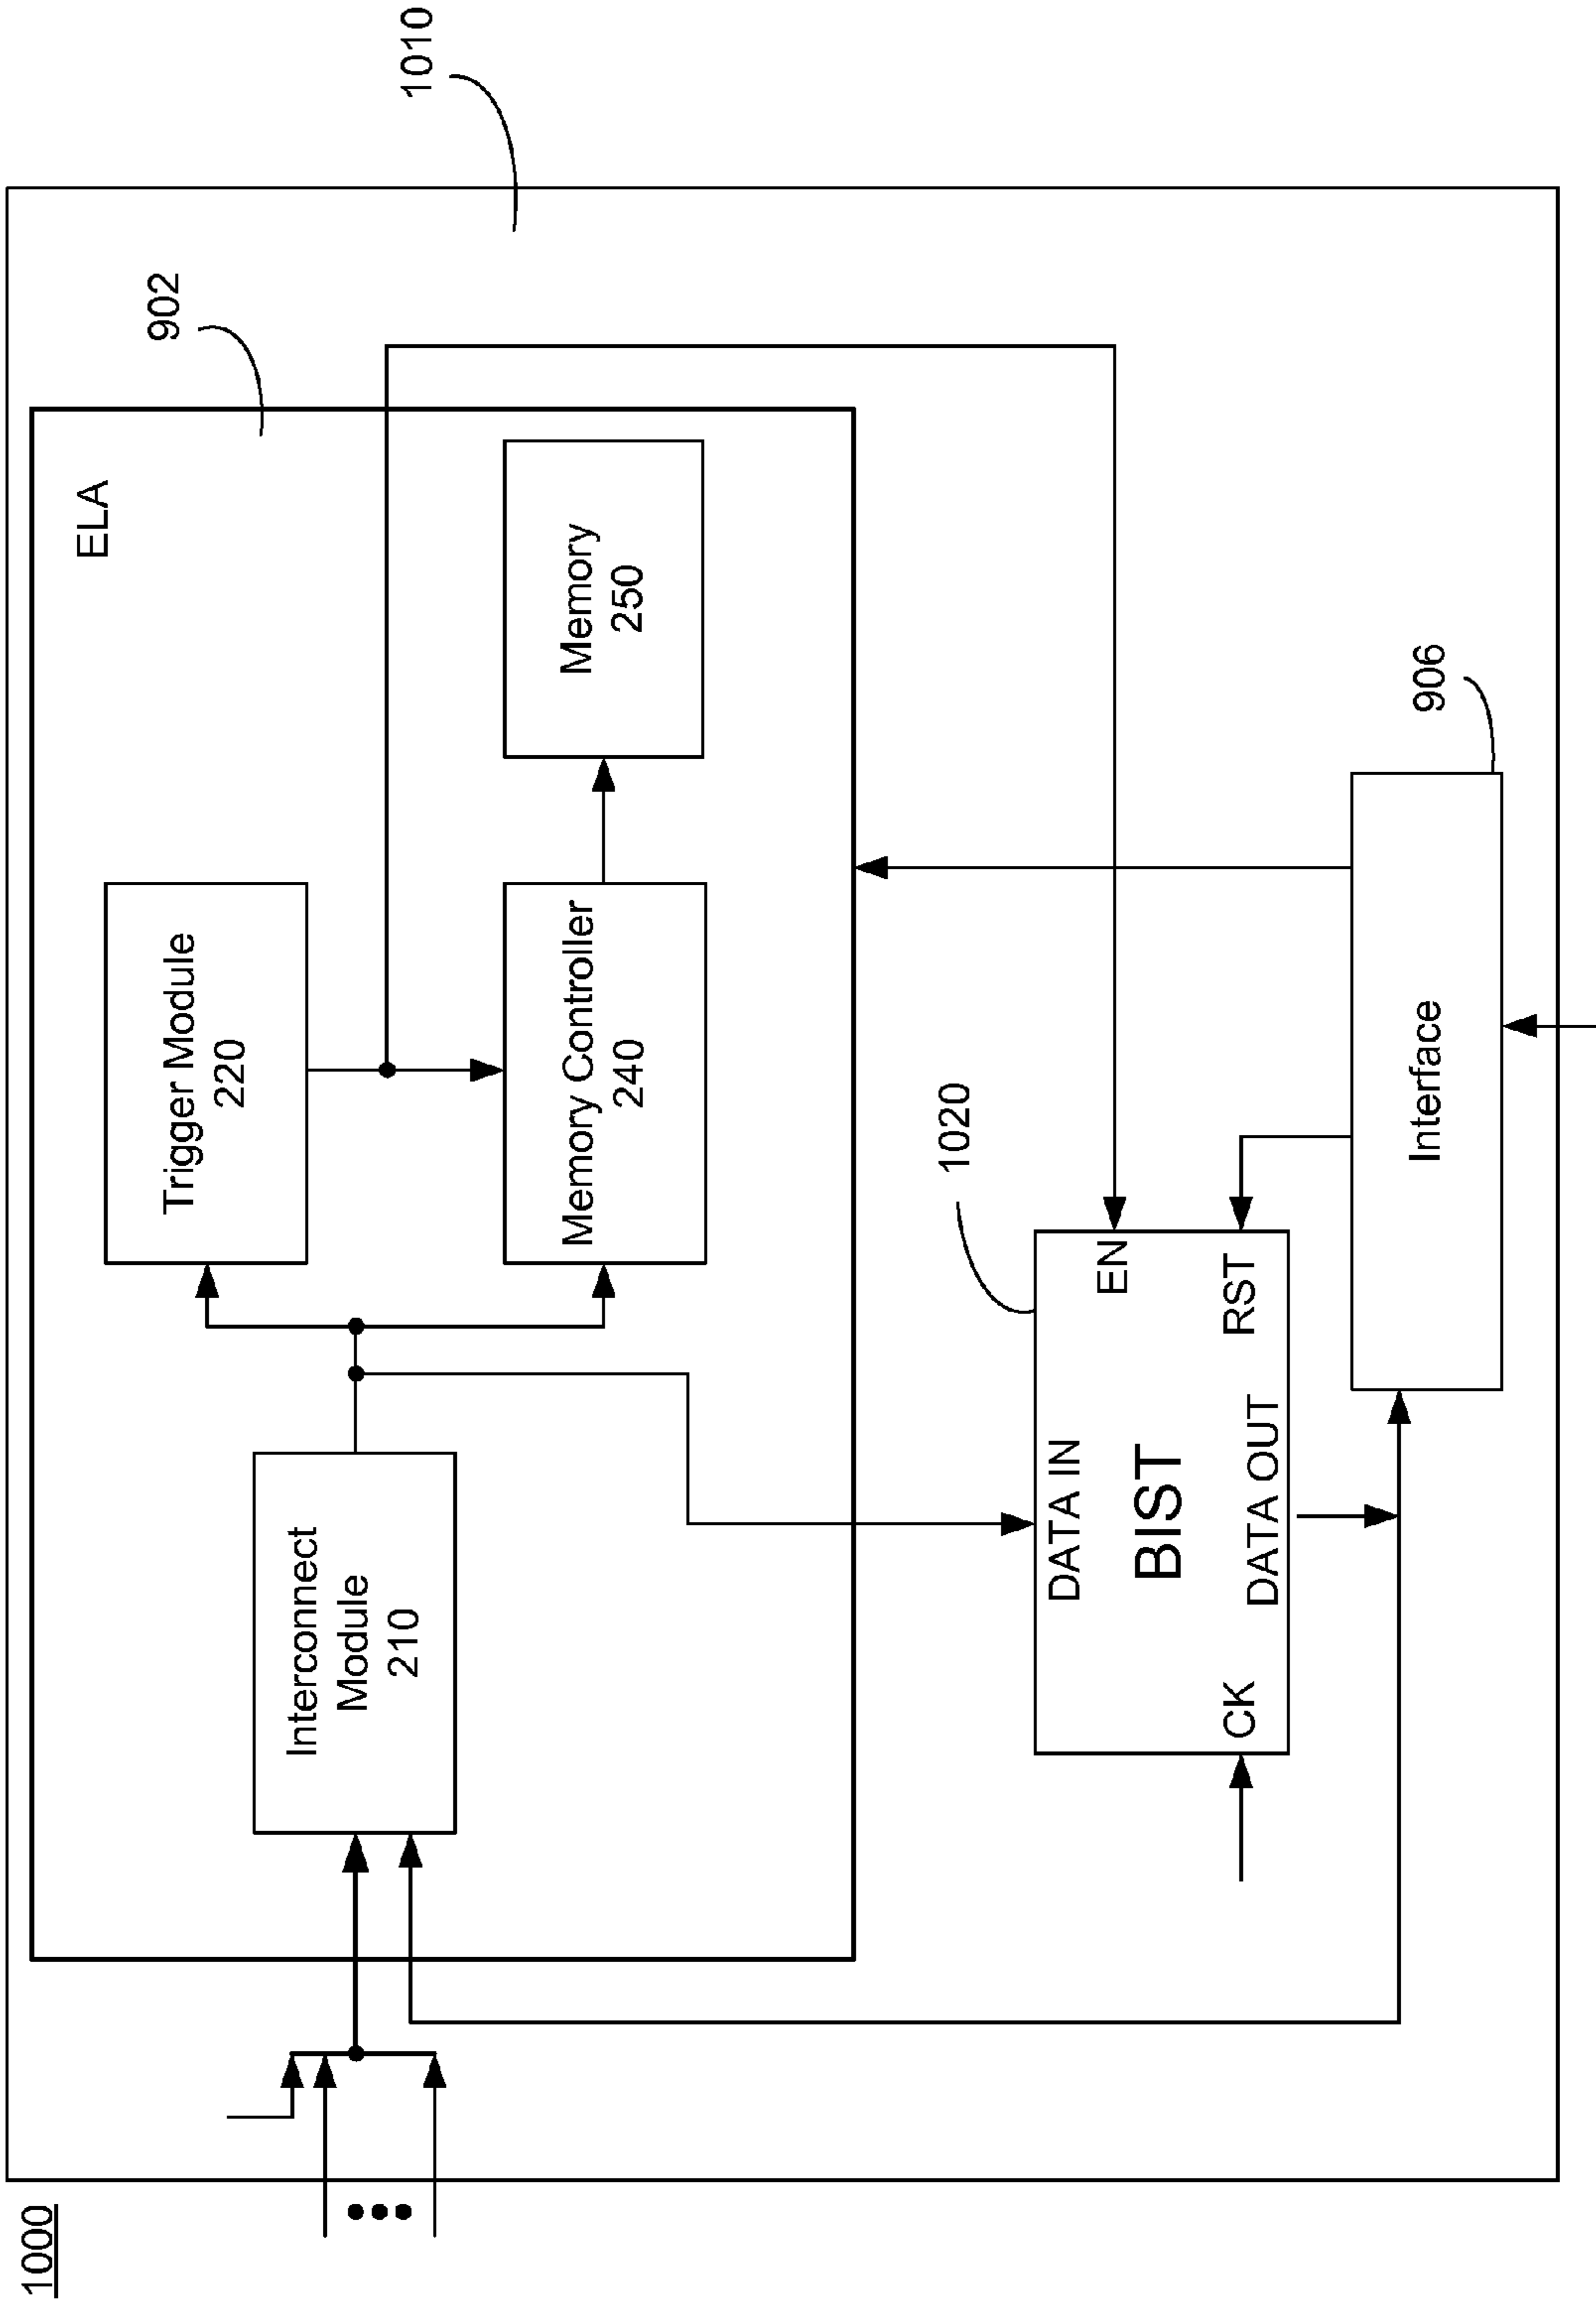 1000
1010
902
ELA
Trigger Module
220
Interconnect
Module
210
Memory Controller
240
Memory
250
1020
DATA IN
EN
BIST
CK
DATA OUT
RST
906
Interface